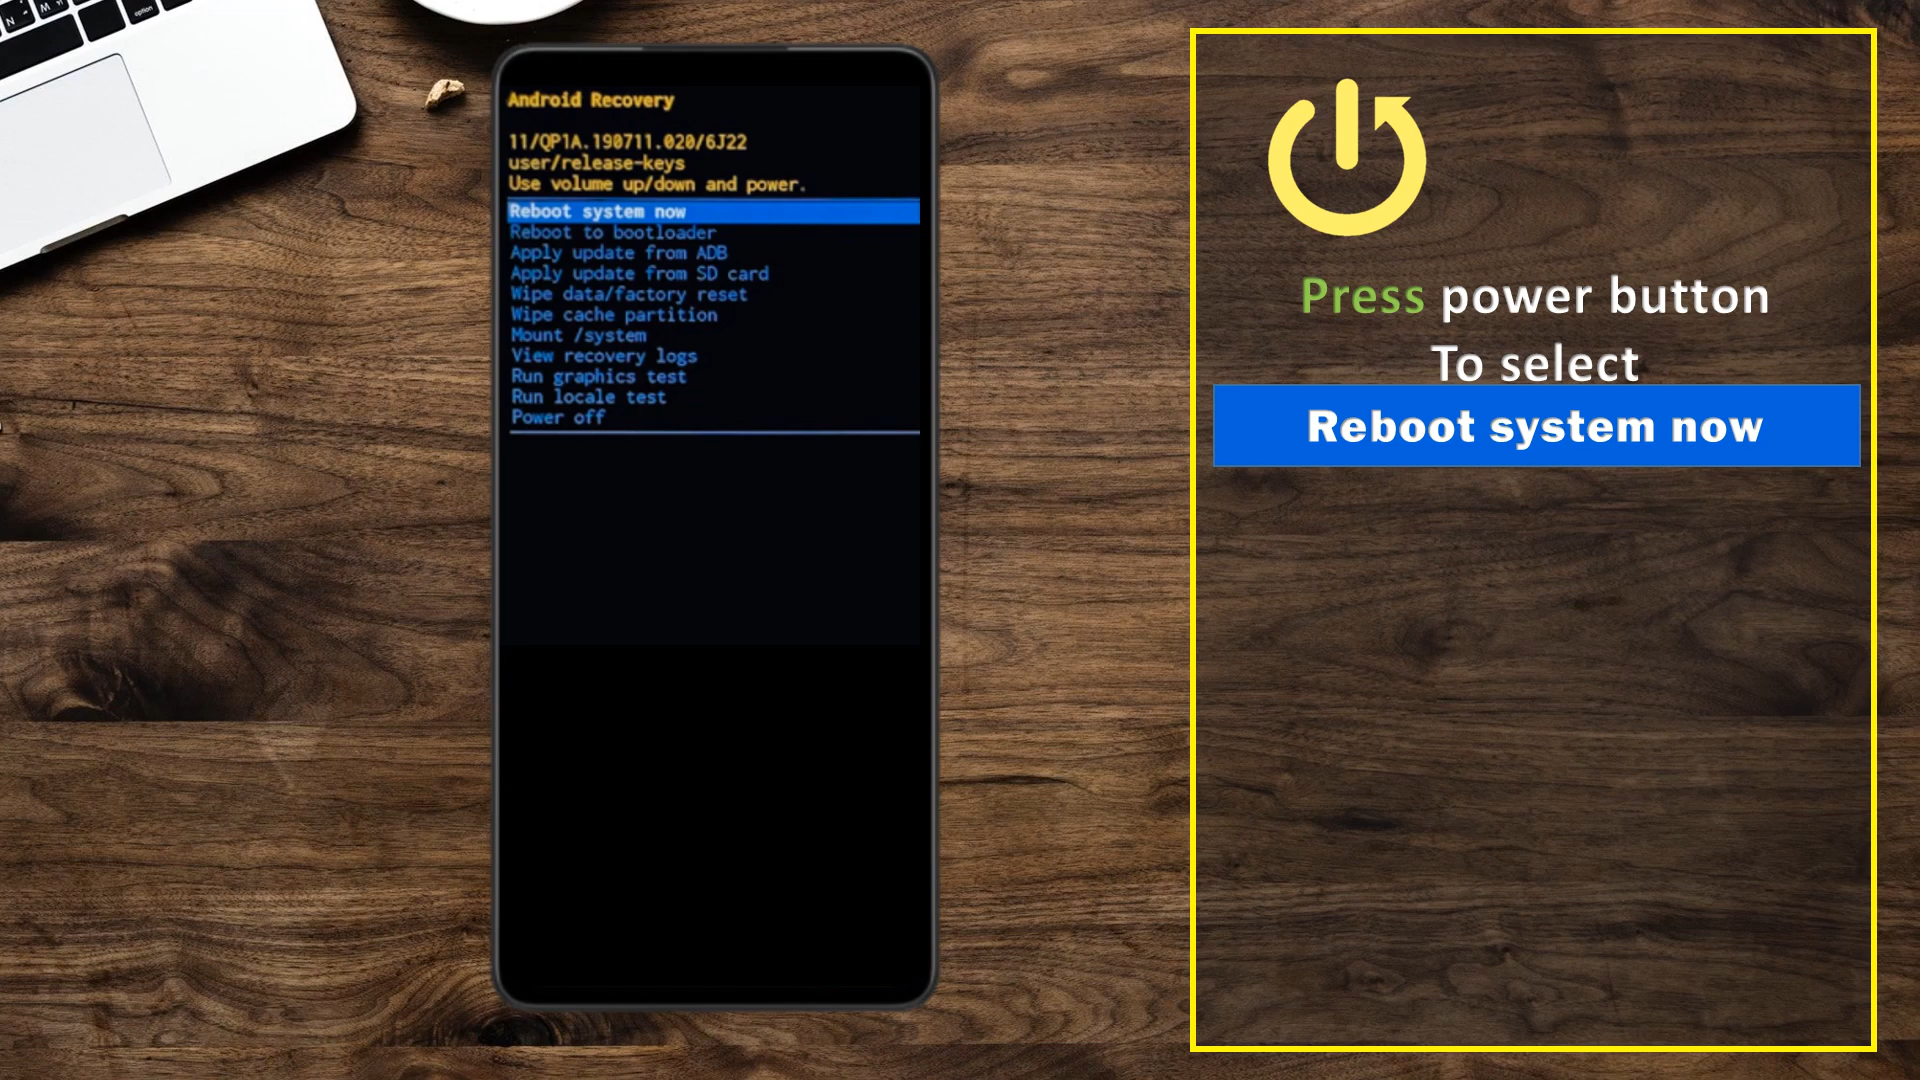 option
Android Recovery
11/QP1A.190711.020/6J22
user/release-keys
Use volume up/down and power.
Reboot system now
Reboot to bootloader
Apply update from ADB
Apply update from SD card
Wipe data/factory reset
Wipe cache partition
Mount /system
View recovery logs
Run graphics test
Run locale test
Power off
Press power button
To select
Reboot system now